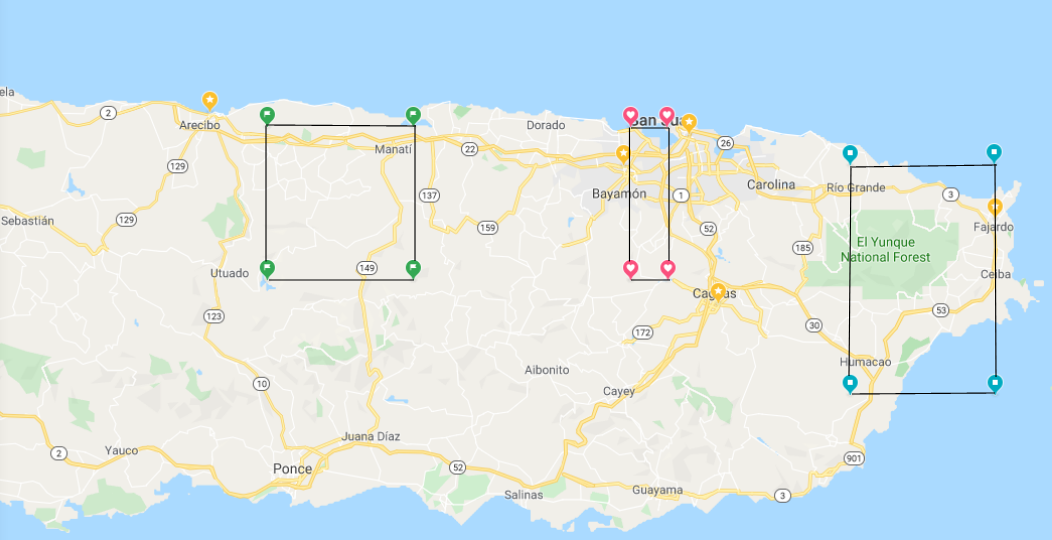 ela
2
Arecibo
Manatí
22
Dorado
San Jua
26
129
137
Bayamón
1
Carolina
Río Grande
3
Sebastián
129
159
52
185
El Yunque
National Forest
Fajardo
Utuado
149
Ceiba
Caguas
123
172
30
53
Aibonito
Humacao
10
Cayey
Juana Díaz
2
Yauco
Ponce
52
901
Salinas
Guayama
3